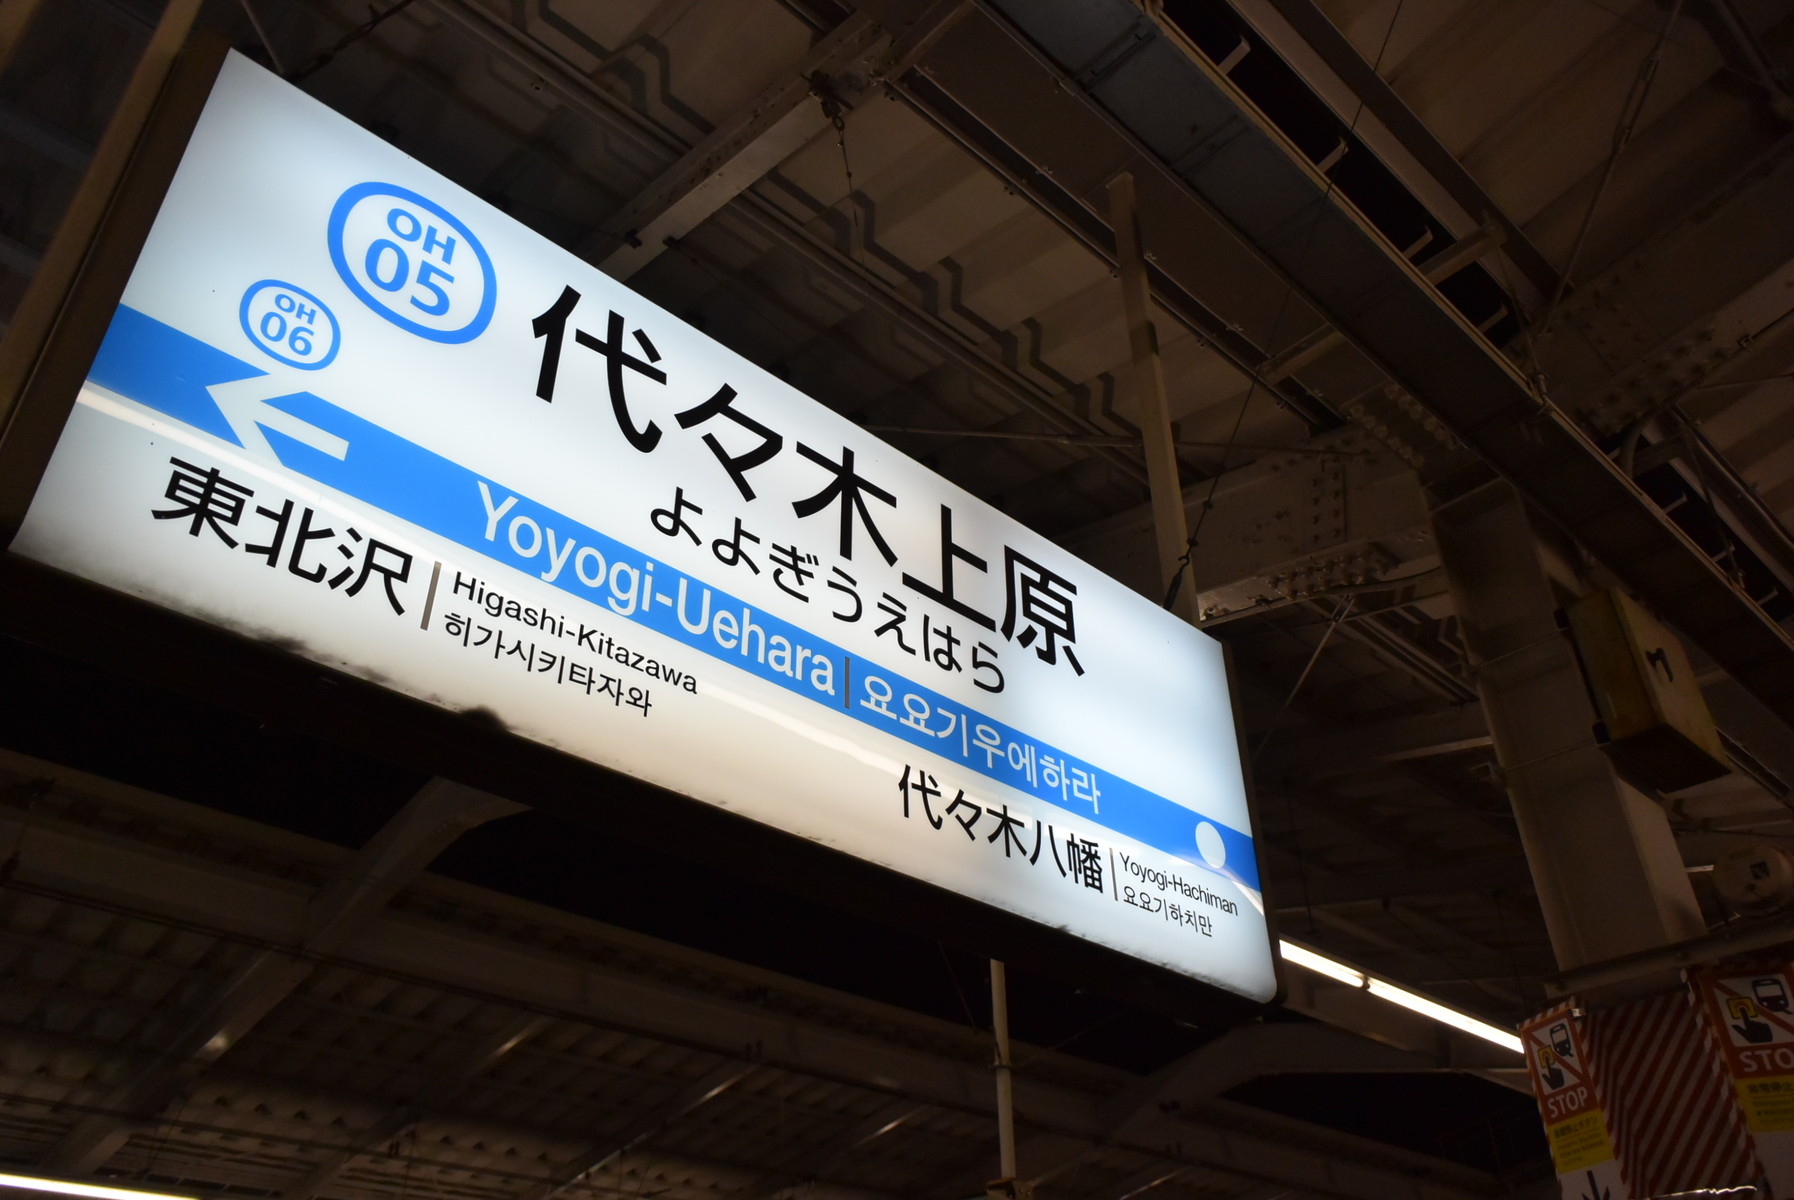 OH
05
代々木上原
よよぎうえはら
OH
06
Yoyogi-Uehara 요요기우에하라
東北沢 Higashi-Kitazawa
히가시키타자와
代々木八幡 Yoyogi-Hachiman
요요기하치만
STOP
STO